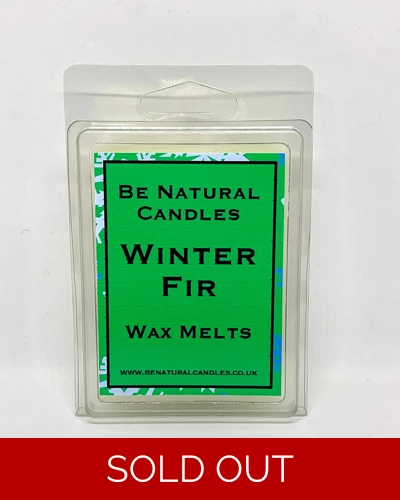 BE NATURAL
CANDLES
WINTER
FIR
WAX MELTS
WWW.BENATURALCANDLES.CO.UK
SOLD OUT